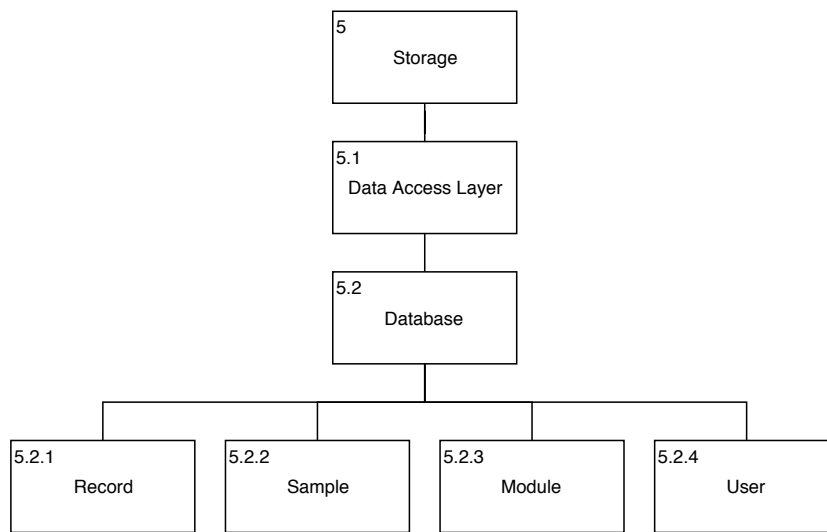 5
Storage
5.1
Data Access Layer
5.2
Database
5.2.1
Record
5.2.2
Sample
5.2.3
Module
5.2.4
User